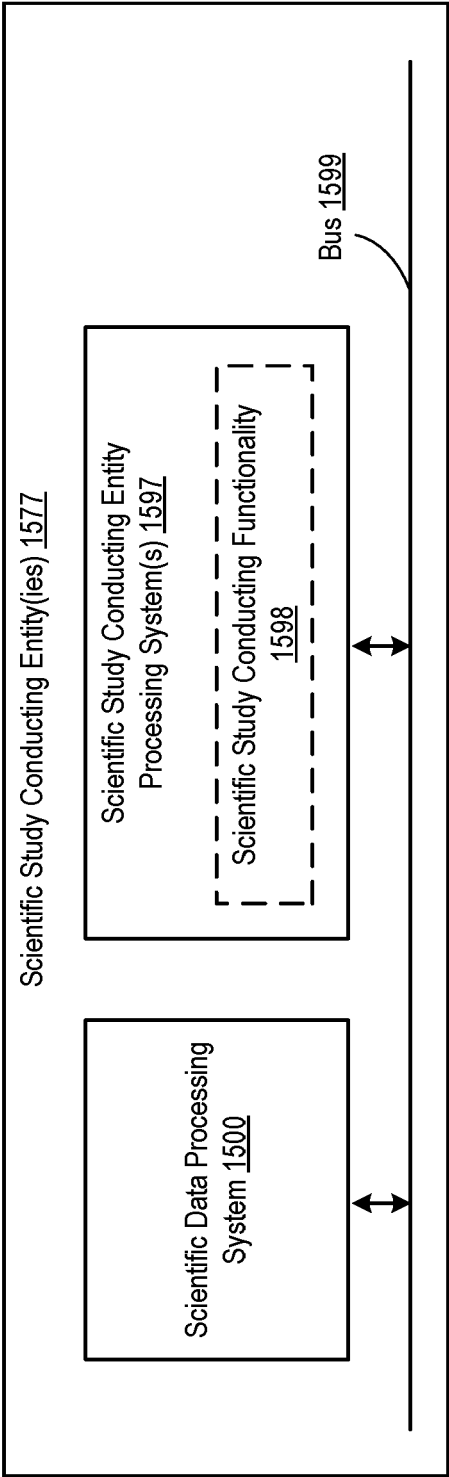 Scientific Study Conducting Entity(ies) 1577
Scientific Data Processing
System 1500
Scientific Study Conducting Entity
Processing System(s) 1597
Scientific Study Conducting Functionality
1598
Bus 1599